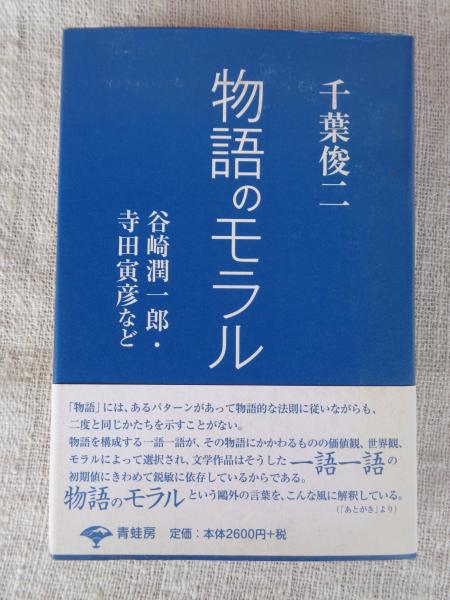 千葉俊二
物語のモラル
谷崎潤一郎・
寺田寅彦など
「物語」には、あるパターンがあって物語的な法則に従いながらも、
二度と同じかたちを示すことがない。
物語を構成する一語一語が、その物語にかかわるものの価値観、世界観、
モラルによって選択され、文学作品はそうした一語一語の
初期値にきわめて鋭敏に依存しているからである。
物語のモラルという鷗外の言葉を、こんな風に解釈している。
(「あとがき」より)
青蛙房 定価:本体2600円+税